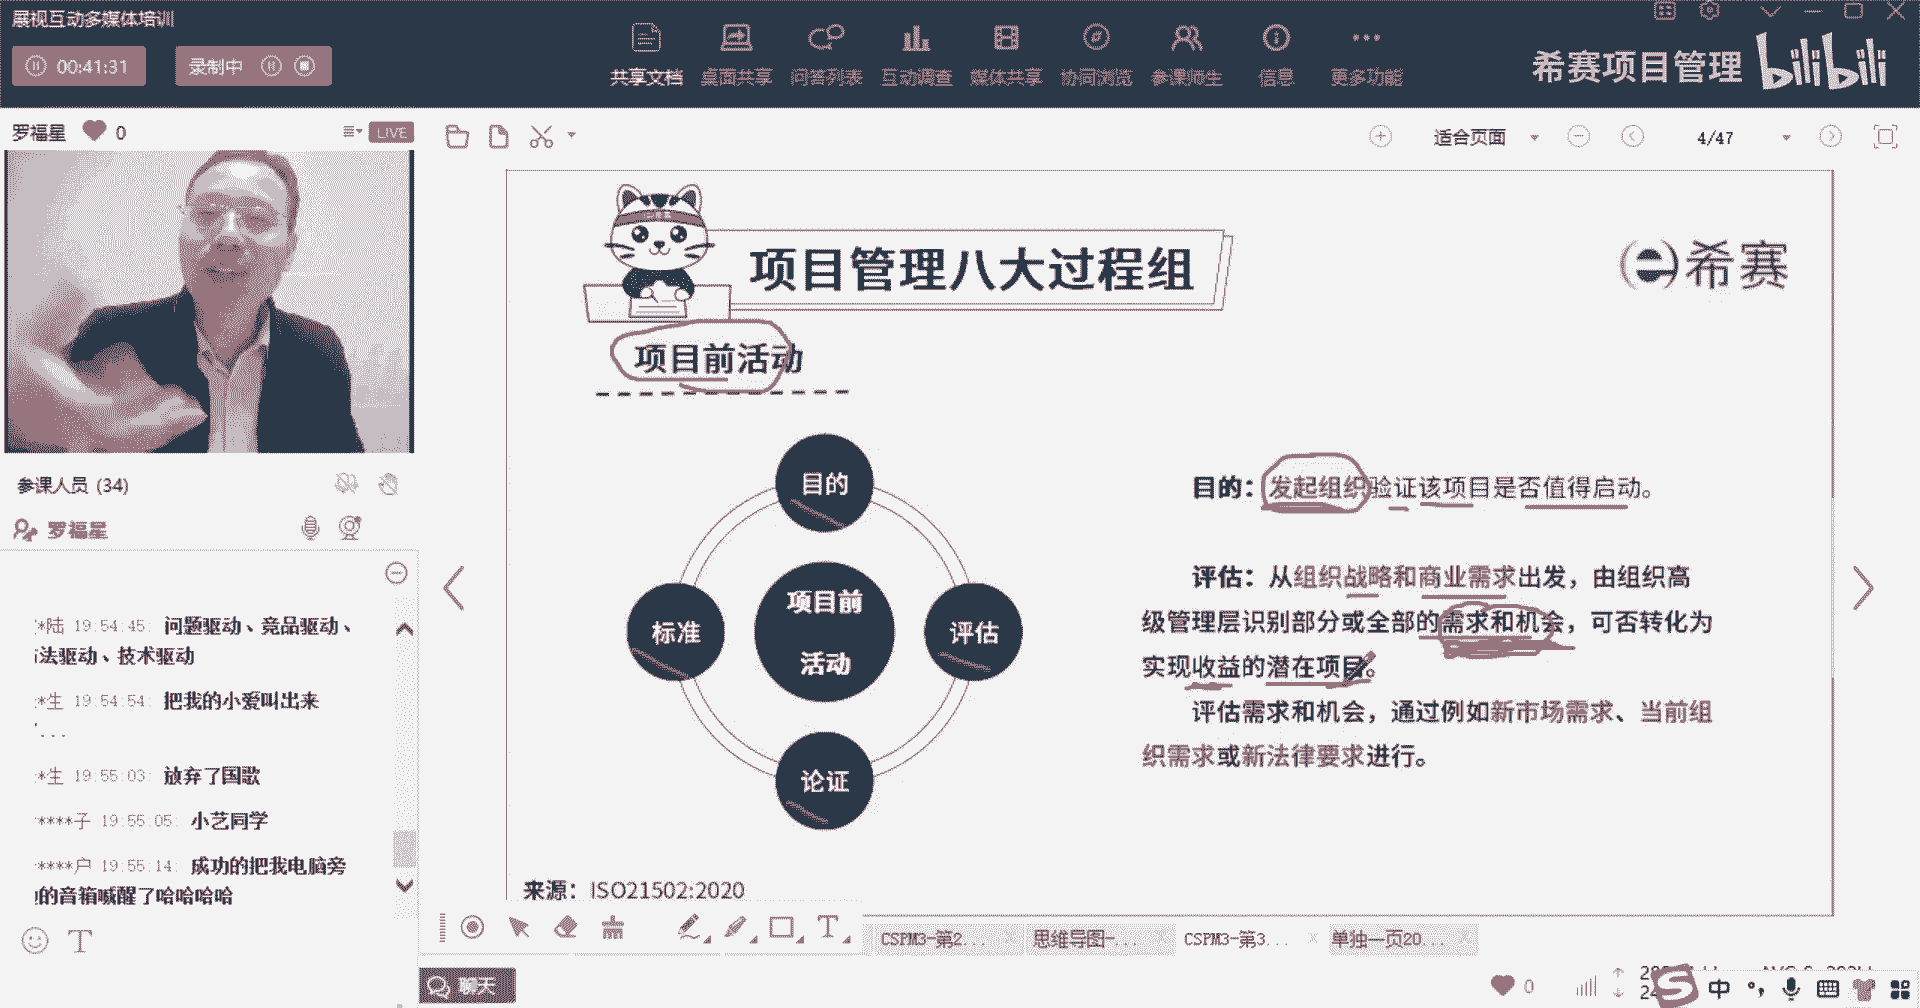 展视互动多媒体培训
00:41:31
录制中
共享文档 桌面共享 问答列表 互动调查 媒体共享 协同浏览 参课师生 信息 更多功能
希赛项目管理 bilibili
罗福星 0 LIVE
适合页面 4/47
项目管理八大过程组
希赛
项目前活动
目的
标准
项目前
活动
评估
论证
目的：发起组织验证该项目是否值得启动。
评估：从组织战略和商业需求出发，由组织高
级管理层识别部分或全部的需求和机会，可否转化为
实现收益的潜在项目。
评估需求和机会，通过例如新市场需求、当前组
织需求或新法律要求进行。
来源：ISO21502:2020
参课人员 (34)
罗福星
*陆 19:54:45: 问题驱动、竞品驱动、
法驱动、技术驱动
*生 19:54:54: 把我的小爱叫出来
...
*生 19:55:03: 放弃了国歌
****子 19:55:05: 小艺同学
****户 19:55:14: 成功的把我电脑旁
的音箱喊醒了哈哈哈哈
T
T
CSPM3-第2... 思维导图-... CSPM3-第3... 单独一页20...
聊天
0
S 中